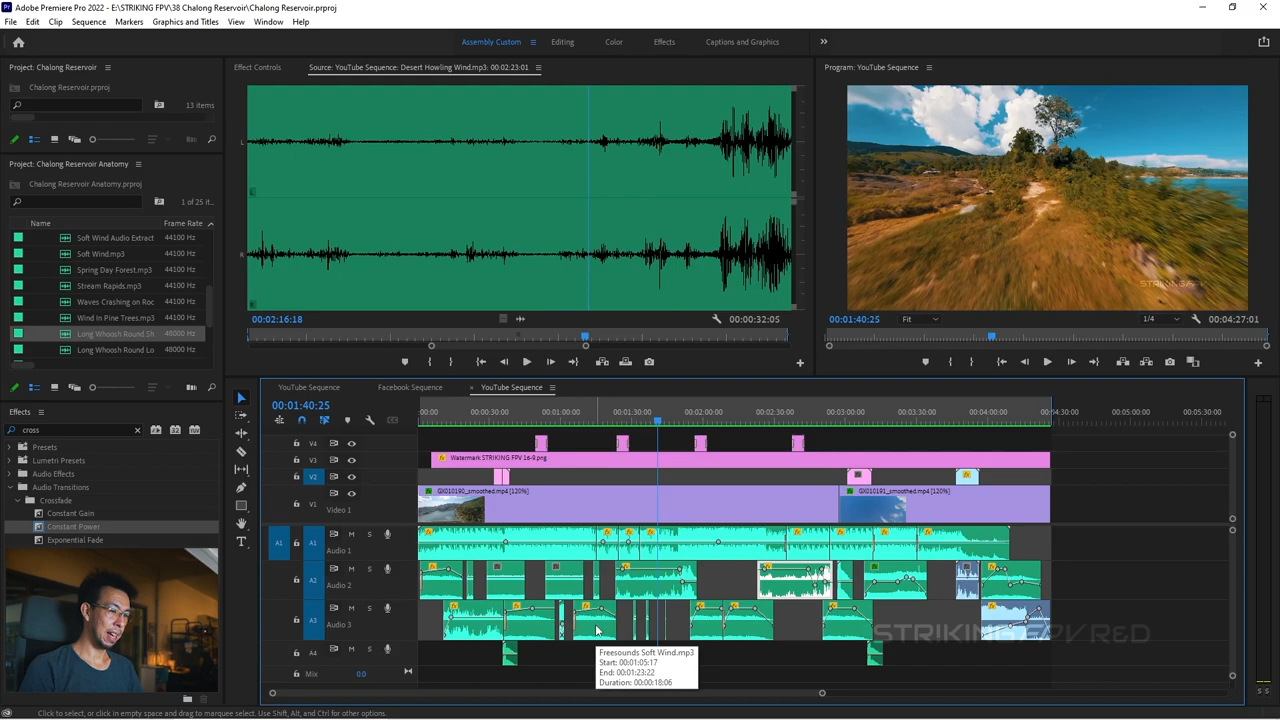 Adobe Premiere Pro 2022 - E:\STRIKING FPV\38 Chalong Reservoir\Chalong Reservoir.prproj
File Edit Clip Sequence Markers Graphics and Titles View Window Help
Assembly Custom Editing Color Effects Captions and Graphics
Project: Chalong Reservoir
Chalong Reservoir.prproj
13 items
Project: Chalong Reservoir Anatomy
Chalong Reservoir Anatomy.prproj
1 of 25 it...
Name Frame Rate
Soft Wind Audio Extract 44100 Hz
Soft Wind.mp3 44100 Hz
Spring Day Forest.mp3 44100 Hz
Stream Rapids.mp3 44100 Hz
Waves Crashing on Roc 44100 Hz
Wind In Pine Trees.mp3 44100 Hz
Long Whoosh Round Sh 48000 Hz
Long Whoosh Round Lo 48000 Hz
Effects
cross
Presets
Lumetri Presets
Audio Effects
Audio Transitions
Crossfade
Constant Gain
Constant Power
Exponential Fade
Effect Controls Source: YouTube Sequence: Desert Howling Wind.mp3: 00:02:23:01
L
R
00:02:16:18 00:00:32:05
Program: YouTube Sequence
STRIKING FPV
00:01:40:25 Fit 1/4 00:04:27:01
YouTube Sequence Facebook Sequence × YouTube Sequence
00:01:40:25
:00:00 00:00:30:00 00:01:00:00 00:01:30:00 00:02:00:00 00:02:30:00 00:03:00:00 00:03:30:00 00:04:00:00 00:04:30:00 00:05:00:00 00:05:30:00
V4
V3 Watermark STRIKING FPV 16-9.png
V2
V1 Video 1 GX010190_smoothed.mp4 [120%] GX010191_smoothed.mp4 [120%]
A1 A1 M S Audio 1
A2 M S Audio 2
A3 M S Audio 3
A4 M S
Mix 0.0
STRIKING FPV R&D
Freesounds Soft Wind.mp3
Start: 00:01:05:17
End: 00:01:23:22
Duration: 00:00:18:06
S S
Click to select, or click in empty space and drag to marquee select. Use Shift, Alt, and Ctrl for other options.